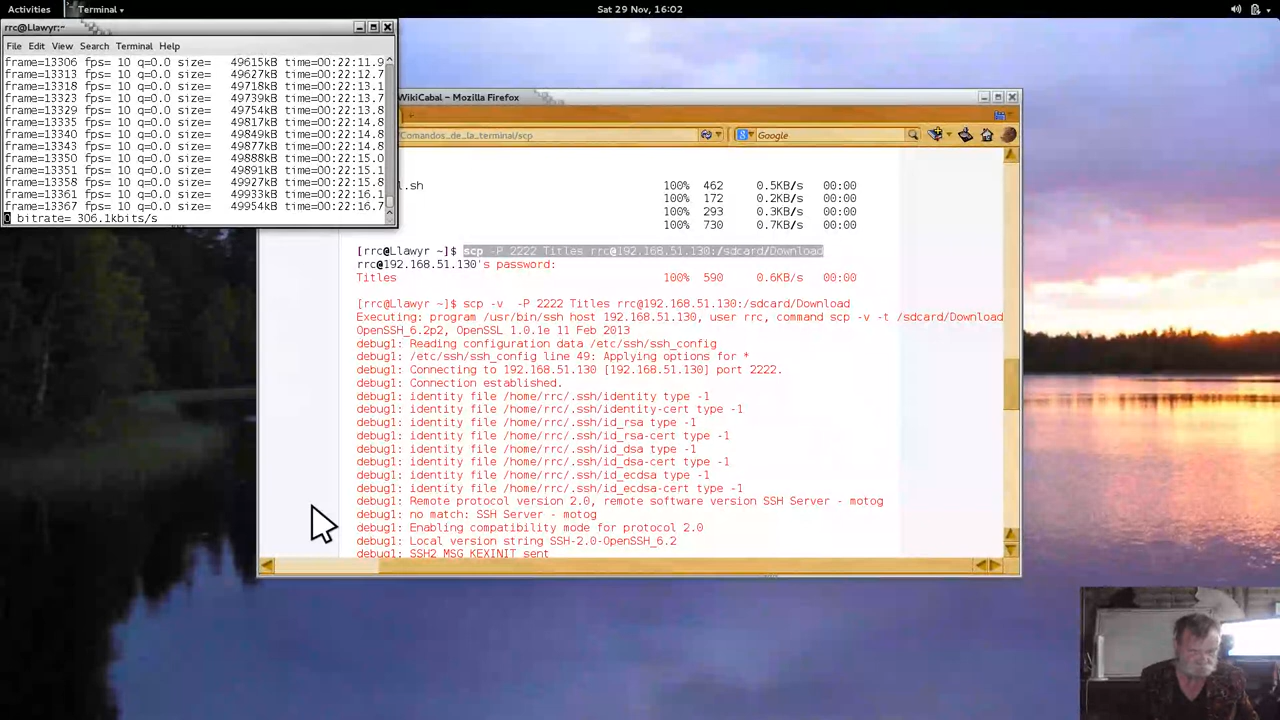 Activities
Terminal
Sat 29 Nov, 16:02
rrc@Llawyr:~
File Edit View Search Terminal Help
frame=13306 fps= 10 q=0.0 size=   49615kB time=00:22:11.9
frame=13313 fps= 10 q=0.0 size=   49627kB time=00:22:12.7
frame=13318 fps= 10 q=0.0 size=   49718kB time=00:22:13.1
frame=13323 fps= 10 q=0.0 size=   49739kB time=00:22:13.7
frame=13329 fps= 10 q=0.0 size=   49754kB time=00:22:13.8
frame=13335 fps= 10 q=0.0 size=   49817kB time=00:22:14.1
frame=13340 fps= 10 q=0.0 size=   49849kB time=00:22:14.8
frame=13343 fps= 10 q=0.0 size=   49877kB time=00:22:14.8
frame=13350 fps= 10 q=0.0 size=   49888kB time=00:22:15.0
frame=13351 fps= 10 q=0.0 size=   49891kB time=00:22:15.1
frame=13358 fps= 10 q=0.0 size=   49927kB time=00:22:15.8
frame=13361 fps= 10 q=0.0 size=   49933kB time=00:22:16.1
frame=13367 fps= 10 q=0.0 size=   49954kB time=00:22:16.7
bitrate= 306.1kbits/s
WikiCabal - Mozilla Firefox
Comandos_de_la_terminal/scp
Google
l.sh 100% 462 0.5KB/s 00:00
100% 172 0.2KB/s 00:00
100% 293 0.3KB/s 00:00
100% 730 0.7KB/s 00:00
[rrc@Llawyr ~]$ scp -P 2222 Titles rrc@192.168.51.130:/sdcard/Download
rrc@192.168.51.130's password:
Titles 100% 590 0.6KB/s 00:00
[rrc@Llawyr ~]$ scp -v  -P 2222 Titles rrc@192.168.51.130:/sdcard/Download
Executing: program /usr/bin/ssh host 192.168.51.130, user rrc, command scp -v -t /sdcard/Download
OpenSSH_6.2p2, OpenSSL 1.0.1e 11 Feb 2013
debug1: Reading configuration data /etc/ssh/ssh_config
debug1: /etc/ssh/ssh_config line 49: Applying options for *
debug1: Connecting to 192.168.51.130 [192.168.51.130] port 2222.
debug1: Connection established.
debug1: identity file /home/rrc/.ssh/identity type -1
debug1: identity file /home/rrc/.ssh/identity-cert type -1
debug1: identity file /home/rrc/.ssh/id_rsa type -1
debug1: identity file /home/rrc/.ssh/id_rsa-cert type -1
debug1: identity file /home/rrc/.ssh/id_dsa type -1
debug1: identity file /home/rrc/.ssh/id_dsa-cert type -1
debug1: identity file /home/rrc/.ssh/id_ecdsa type -1
debug1: identity file /home/rrc/.ssh/id_ecdsa-cert type -1
debug1: Remote protocol version 2.0, remote software version SSH Server - motog
debug1: no match: SSH Server - motog
debug1: Enabling compatibility mode for protocol 2.0
debug1: Local version string SSH-2.0-OpenSSH_6.2
debug1: SSH2_MSG_KEXINIT sent